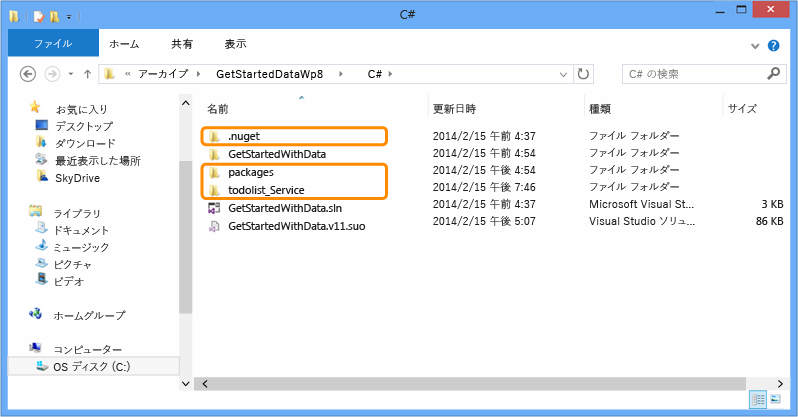 C#
ファイル ホーム 共有 表示
« アーカイブ GetStartedDataWp8 C# C# の検索
名前 更新日時 種類 サイズ
お気に入り
デスクトップ
ダウンロード
最近表示した場所
SkyDrive
ライブラリ
ドキュメント
ミュージック
ピクチャ
ビデオ
ホームグループ
コンピューター
OS ディスク (C:)
.nuget 2014/2/15 午前 4:37 ファイル フォルダー
GetStartedWithData 2014/2/15 午前 4:54 ファイル フォルダー
packages 2014/2/15 午後 4:54 ファイル フォルダー
todolist_Service 2014/2/15 午前 7:46 ファイル フォルダー
GetStartedWithData.sln 2014/2/15 午前 4:37 Microsoft Visual St... 3 KB
GetStartedWithData.v11.suo 2014/2/15 午後 5:07 Visual Studio ソリュ... 86 KB